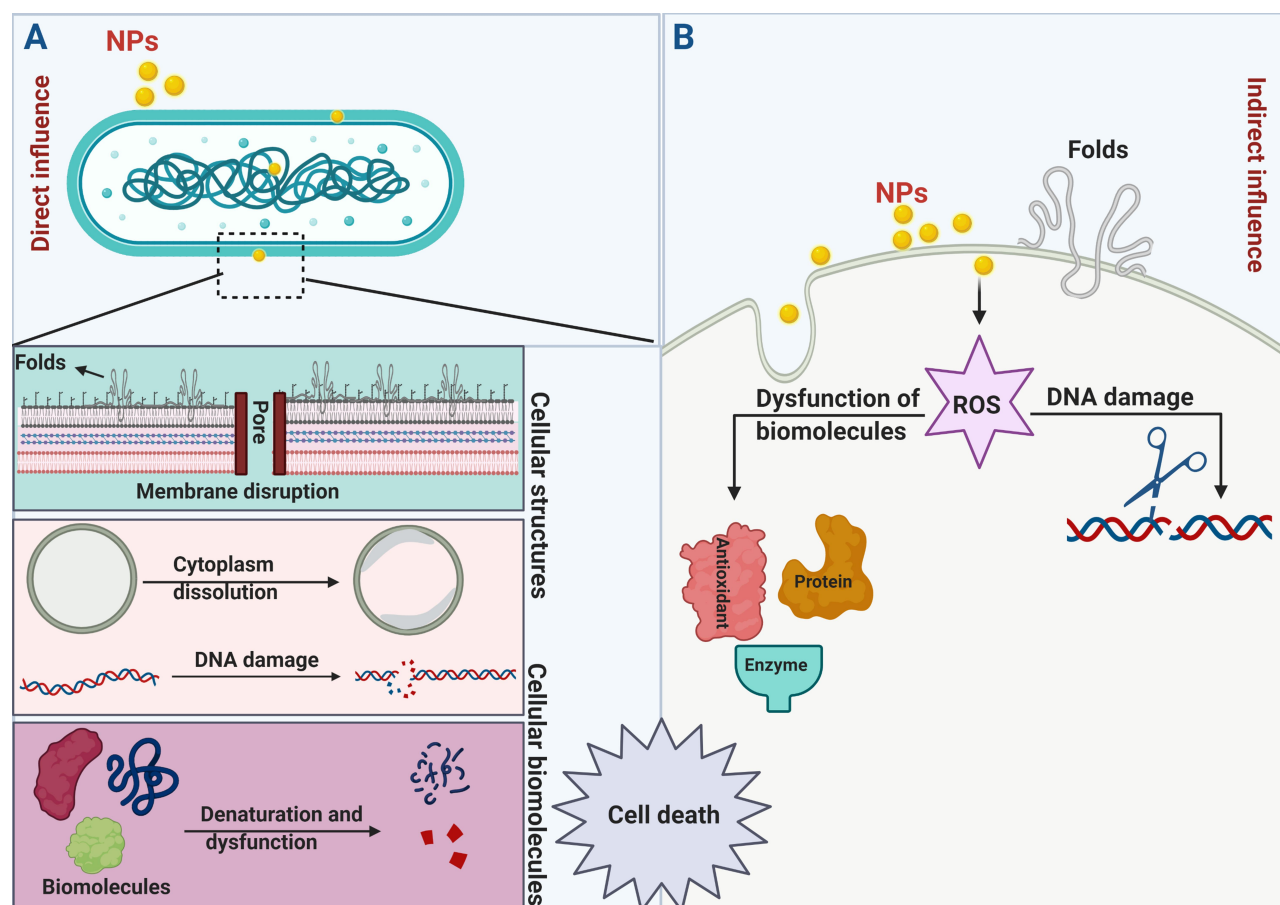 A
NPs
Direct influence
Folds
Pore
Membrane disruption
Cellular structures
Cytoplasm
dissolution
DNA damage
Cellular biomolecules
Denaturation and
dysfunction
Biomolecules
Cell death
B
Indirect influence
Folds
NPs
ROS
Dysfunction of
biomolecules
DNA damage
Antioxidant
Protein
Enzyme